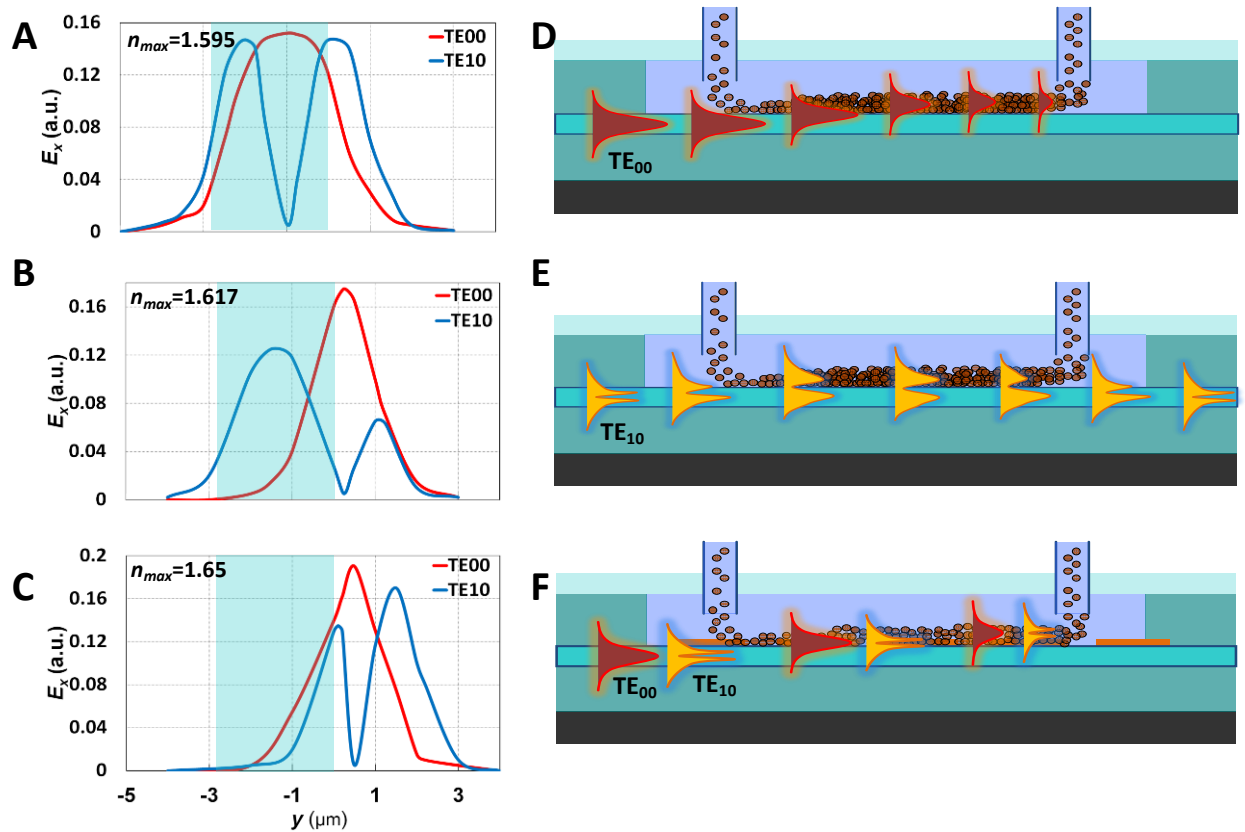 A
n_max=1.595
TE00
TE10
0.16
0.12
0.08
0.04
0
E_x (a.u.)
B
n_max=1.617
TE00
TE10
0.16
0.12
0.08
0.04
0
E_x (a.u.)
C
n_max=1.65
TE00
TE10
0.2
0.16
0.12
0.08
0.04
0
E_x (a.u.)
-5 -3 -1 1 3
y (μm)
D
TE₀₀
E
TE₁₀
F
TE₀₀ TE₁₀